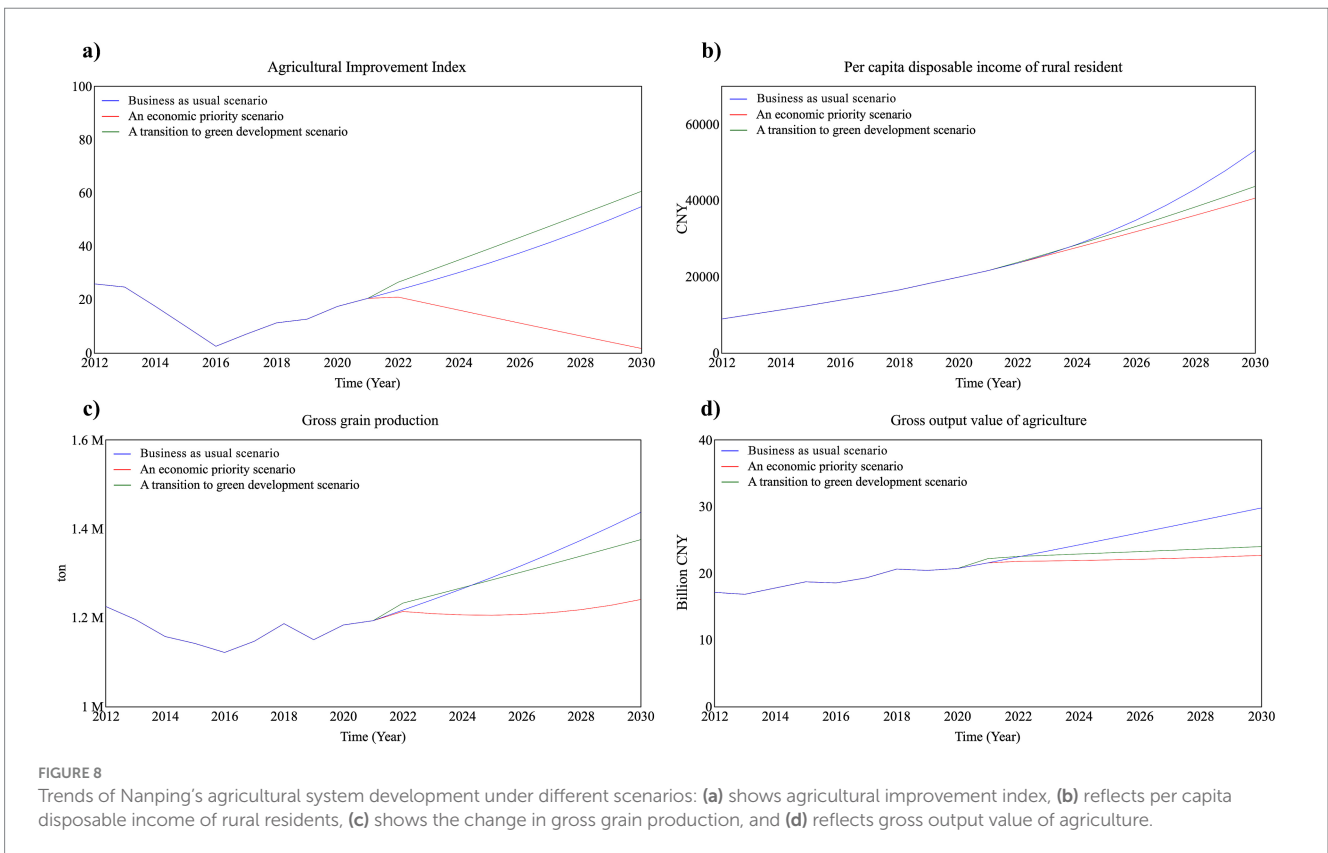 a)
Agricultural Improvement Index
100
80
60
40
20
0
Business as usual scenario
An economic priority scenario
A transition to green development scenario
2012 2014 2016 2018 2020 2022 2024 2026 2028 2030
Time (Year)
b)
Per capita disposable income of rural resident
60000
40000
20000
0
CNY
Business as usual scenario
An economic priority scenario
A transition to green development scenario
2012 2014 2016 2018 2020 2022 2024 2026 2028 2030
Time (Year)
c)
Gross grain production
1.6 M
1.4 M
1.2 M
1 M
ton
Business as usual scenario
An economic priority scenario
A transition to green development scenario
2012 2014 2016 2018 2020 2022 2024 2026 2028 2030
Time (Year)
d)
Gross output value of agriculture
40
30
20
10
0
Billion CNY
Business as usual scenario
An economic priority scenario
A transition to green development scenario
2012 2014 2016 2018 2020 2022 2024 2026 2028 2030
Time (Year)
FIGURE 8
Trends of Nanping's agricultural system development under different scenarios: (a) shows agricultural improvement index, (b) reflects per capita
disposable income of rural residents, (c) shows the change in gross grain production, and (d) reflects gross output value of agriculture.